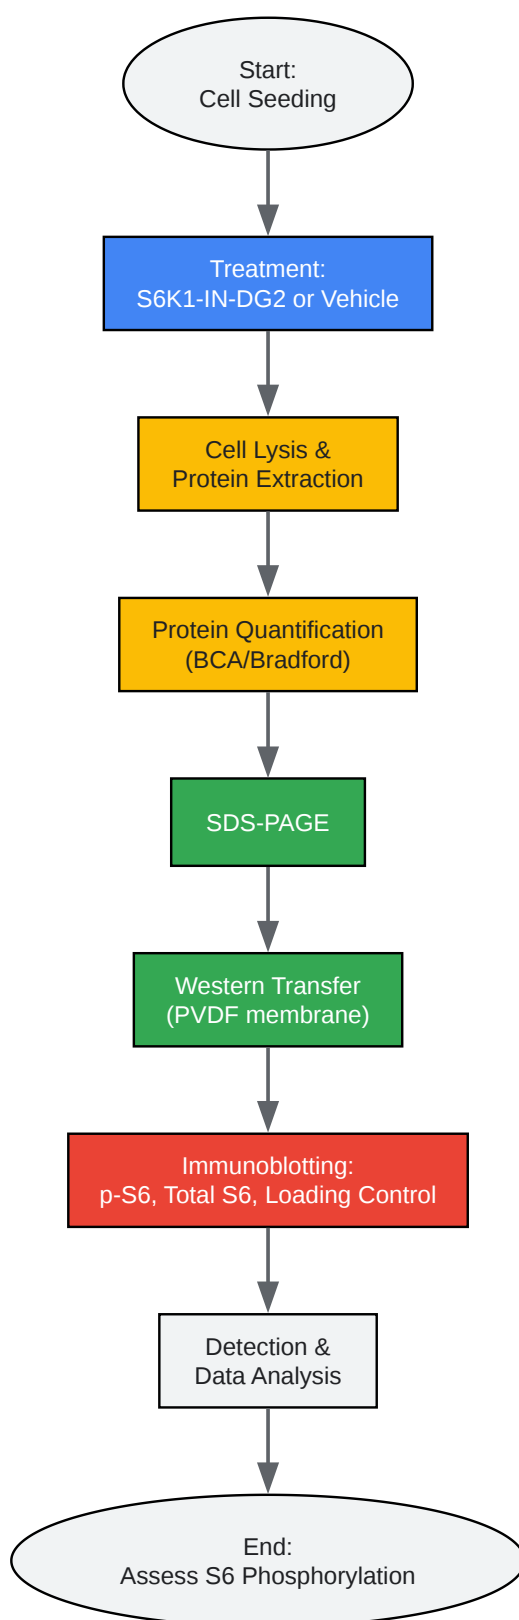 Start:
Cell Seeding
Treatment:
S6K1-IN-DG2 or Vehicle
Cell Lysis &
Protein Extraction
Protein Quantification
(BCA/Bradford)
SDS-PAGE
Western Transfer
(PVDF membrane)
Immunoblotting:
p-S6, Total S6, Loading Control
Detection &
Data Analysis
End:
Assess S6 Phosphorylation